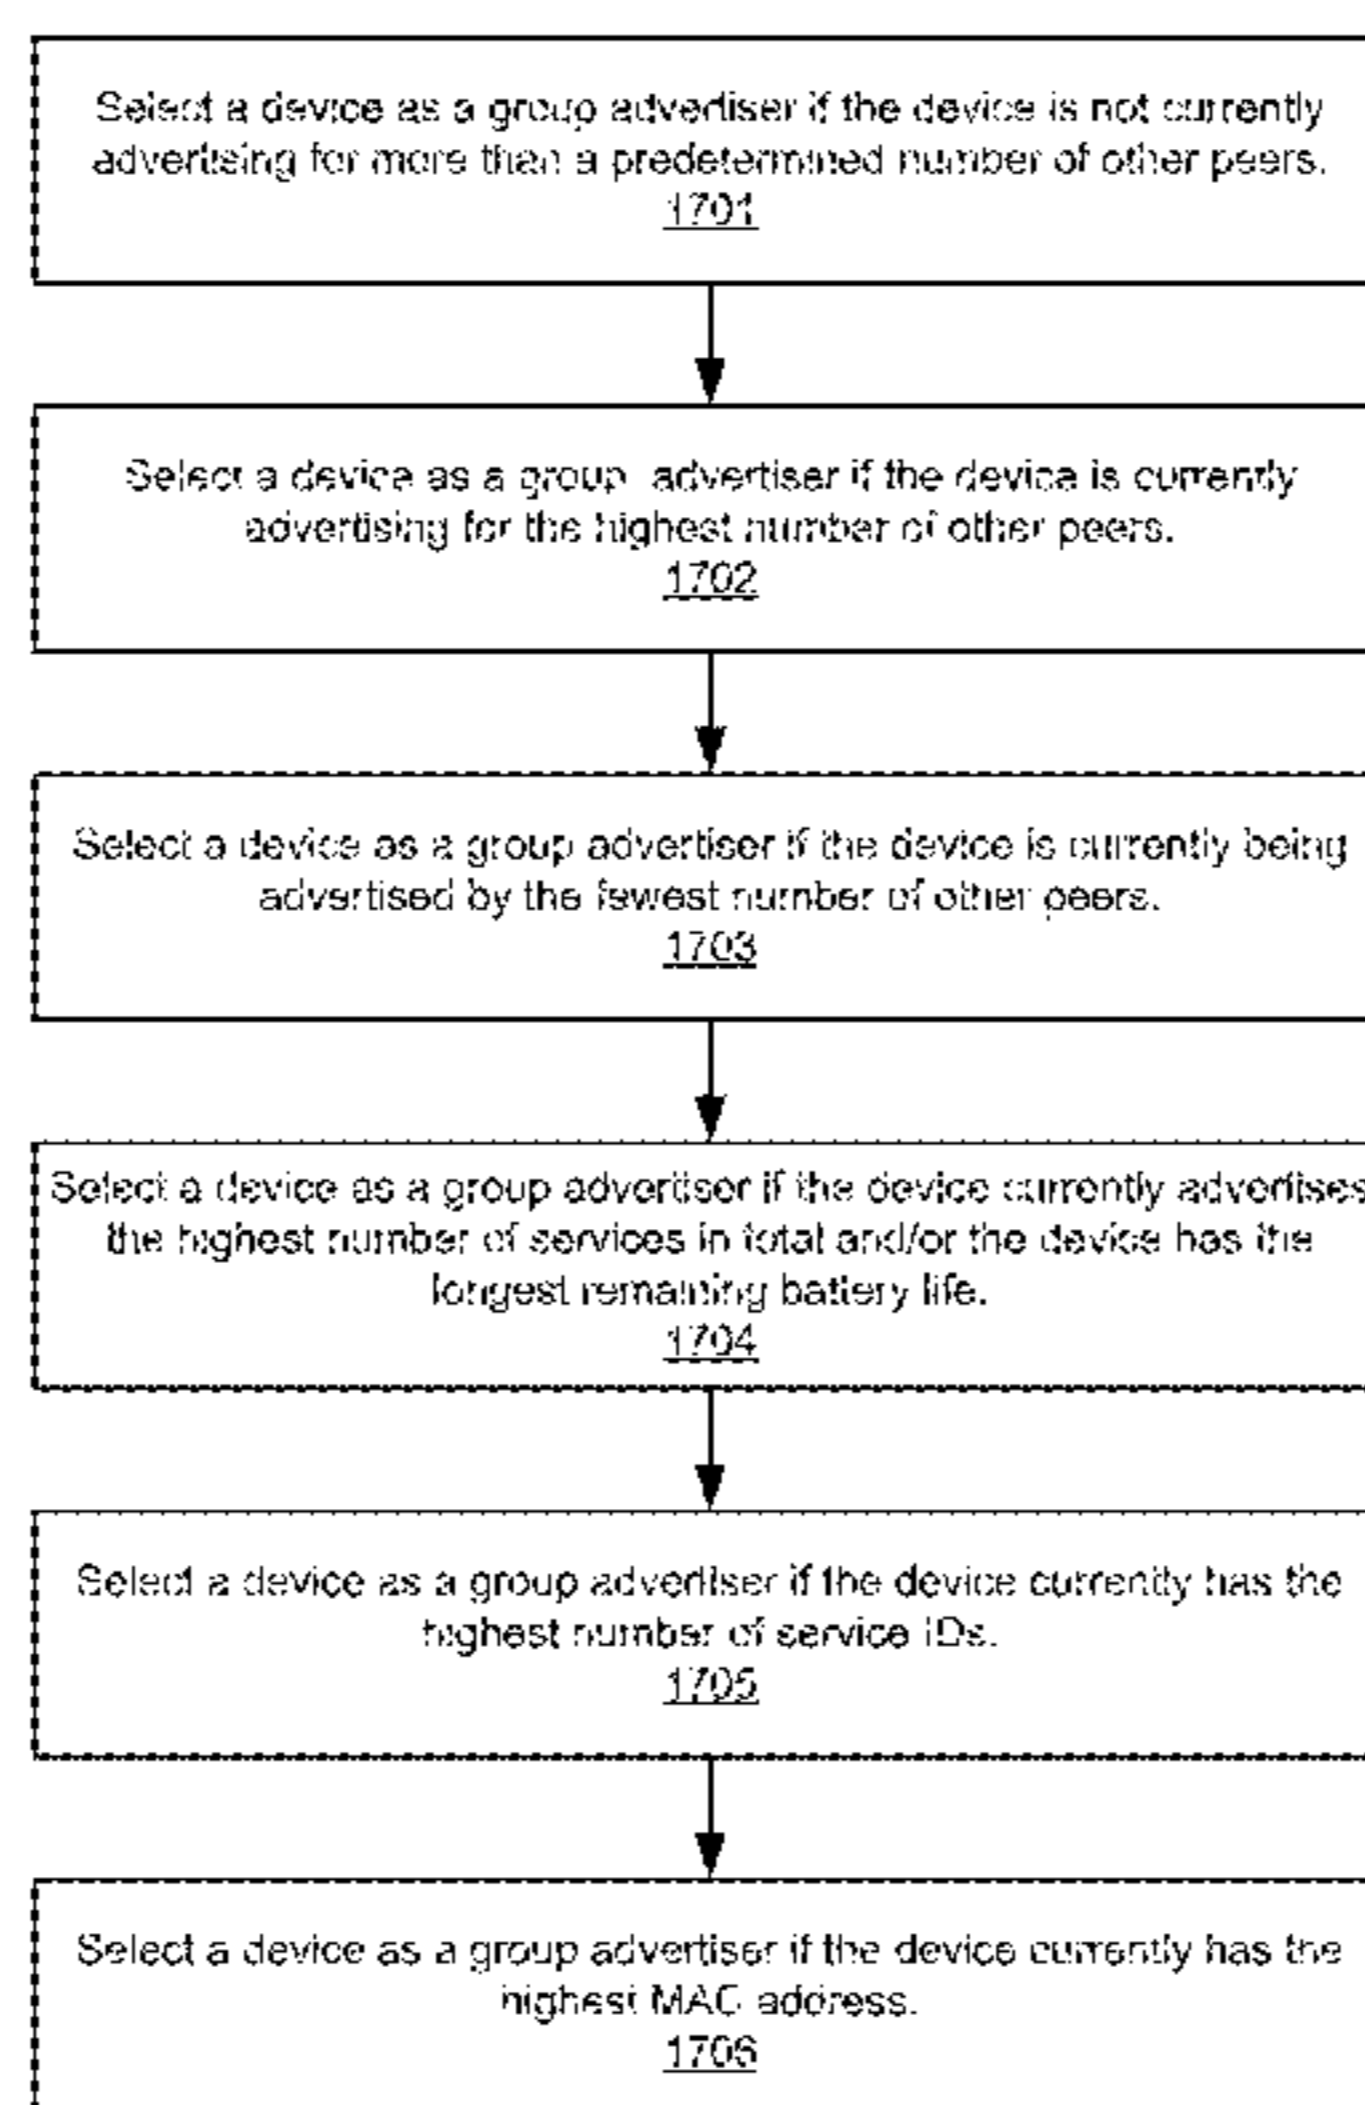 Select a device as a group advertiser if the device is not currently
advertising for more than a predetermined number of other peers.
1701
Select a device as a group advertiser if the device is currently
advertising for the highest number of other peers.
1702
Select a device as a group advertiser if the device is currently being
advertised by the fewest number of other peers.
1703
Select a device as a group advertiser if the device currently advertises
the highest number of services in total and/or the device has the
longest remaining battery life.
1704
Select a device as a group advertiser if the device currently has the
highest number of service IDs.
1705
Select a device as a group advertiser if the device currently has the
highest MAC address.
1706